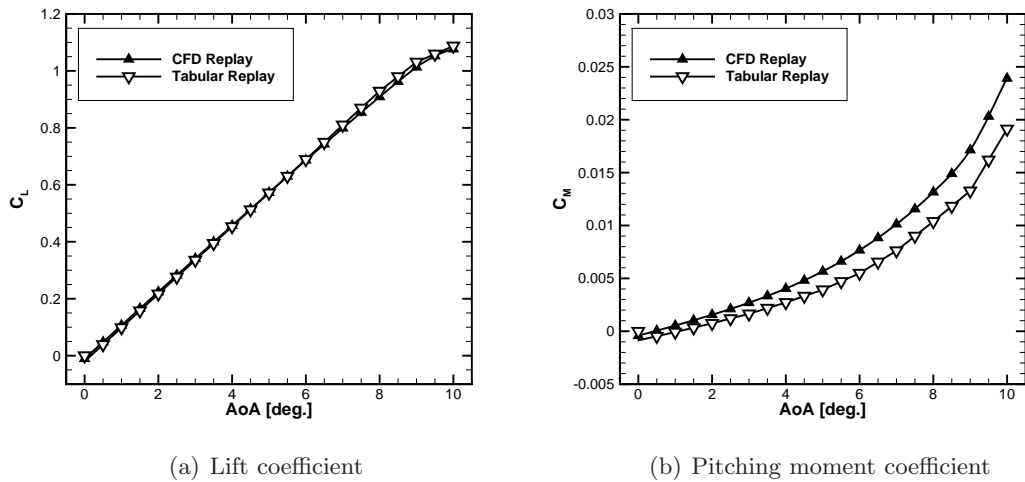 1.2
1
0.8
0.6
0.4
0.2
0
C_L
CFD Replay
Tabular Replay
0 2 4 6 8 10
AoA [deg.]
(a) Lift coefficient
0.03
0.025
0.02
0.015
0.01
0.005
0
-0.005
C_M
CFD Replay
Tabular Replay
0 2 4 6 8 10
AoA [deg.]
(b) Pitching moment coefficient